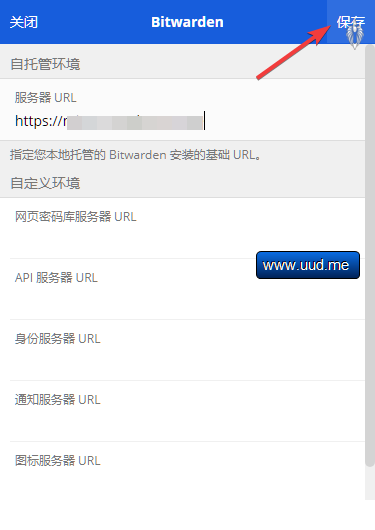 关闭
Bitwarden
保存
自托管环境
服务器 URL
https://
指定您本地托管的 Bitwarden 安装的基础 URL。
自定义环境
网页密码库服务器 URL
www.uud.me
API 服务器 URL
身份服务器 URL
通知服务器 URL
图标服务器 URL